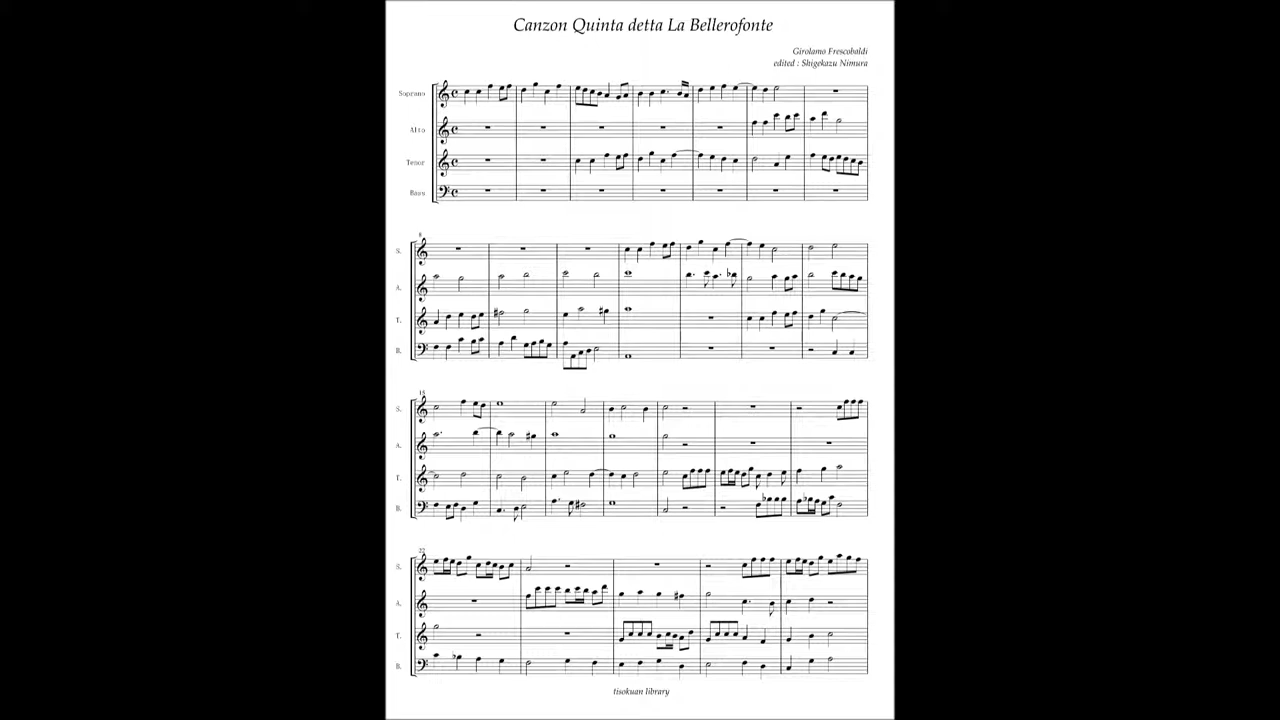 Canzon Quinta detta La Bellerofonte
Girolamo Frescobaldi
edited : Shigekazu Nimura
Soprano
Alto
Tenor
Bass
8
S.
A.
T.
B.
15
S.
A.
T.
B.
22
S.
A.
T.
B.
tisokuan library